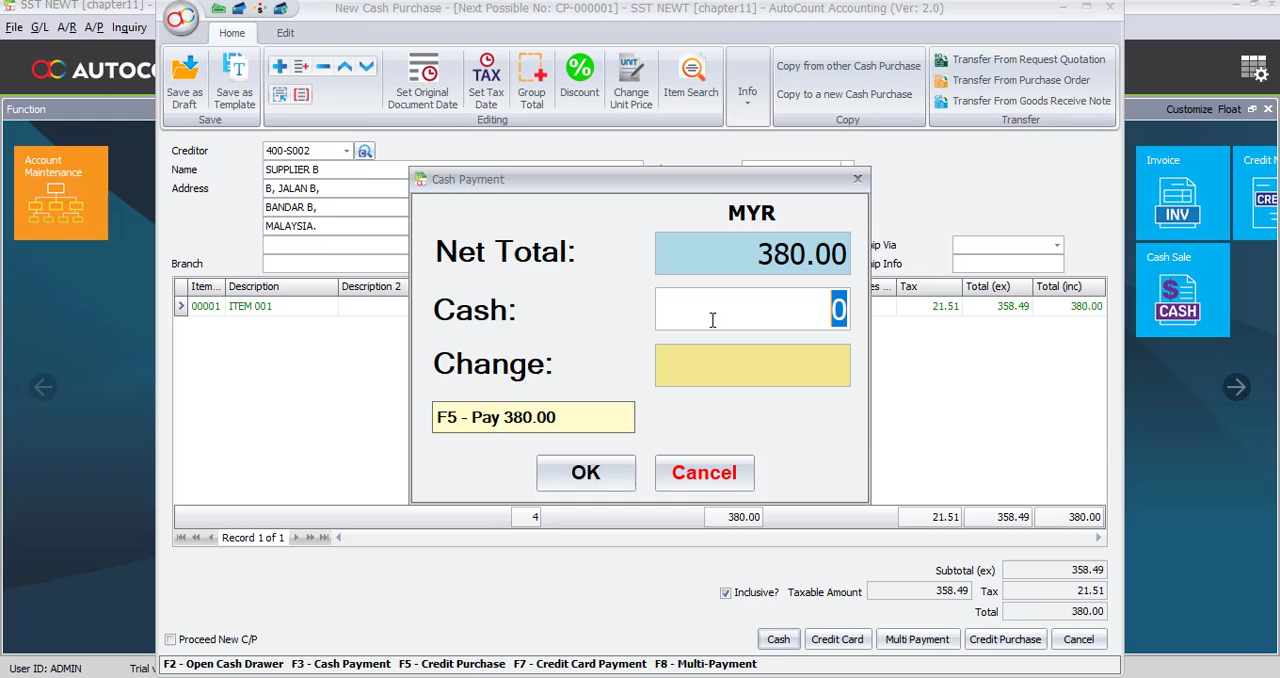 SST NEWT [chapter11] -
New Cash Purchase - [Next Possible No: CP-000001] - SST NEWT [chapter11] - AutoCount Accounting (Ver: 2.0)
File G/L A/R A/P Inquiry
Home Edit
AUTOCO
Save as Draft
Save as Template
Save
Set Original Document Date
Set Tax Date
Group Total
Discount
Change Unit Price
Item Search
Editing
Info
Copy from other Cash Purchase
Copy to a new Cash Purchase
Copy
Transfer From Request Quotation
Transfer From Purchase Order
Transfer From Goods Receive Note
Transfer
Function
Customize Float
Account Maintenance
Creditor 400-S002
Name SUPPLIER B
Address B, JALAN B,
BANDAR B,
MALAYSIA.
Branch
Cash Payment
MYR
Net Total: 380.00
Cash: 0
Change:
F5 - Pay 380.00
OK Cancel
Invoice
INV
Credit
CRE
Cash Sale
CASH
Item... Description Description 2 Tax Total (ex) Total (inc)
00001 ITEM 001 21.51 358.49 380.00
4 380.00 21.51 358.49 380.00
Record 1 of 1
Subtotal (ex) 358.49
Inclusive? Taxable Amount 358.49 Tax 21.51
Total 380.00
Proceed New C/P
Cash Credit Card Multi Payment Credit Purchase Cancel
F2 - Open Cash Drawer F3 - Cash Payment F5 - Credit Purchase F7 - Credit Card Payment F8 - Multi-Payment
User ID: ADMIN Trial